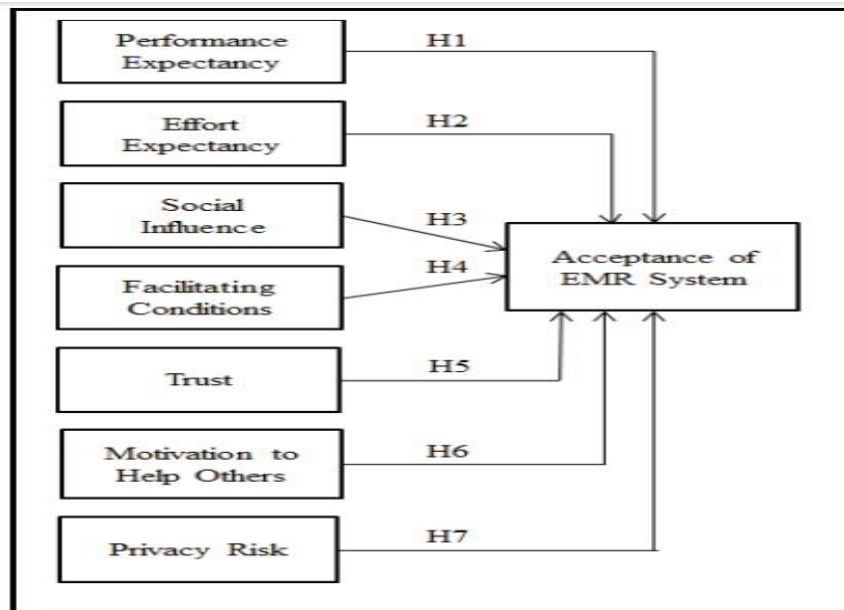 Performance
Expectancy
H1
Effort
Expectancy
H2
Social
Influence
H3
Acceptance of
EMR System
Facilitating
Conditions
H4
Trust
H5
Motivation to
Help Others
H6
Privacy Risk
H7